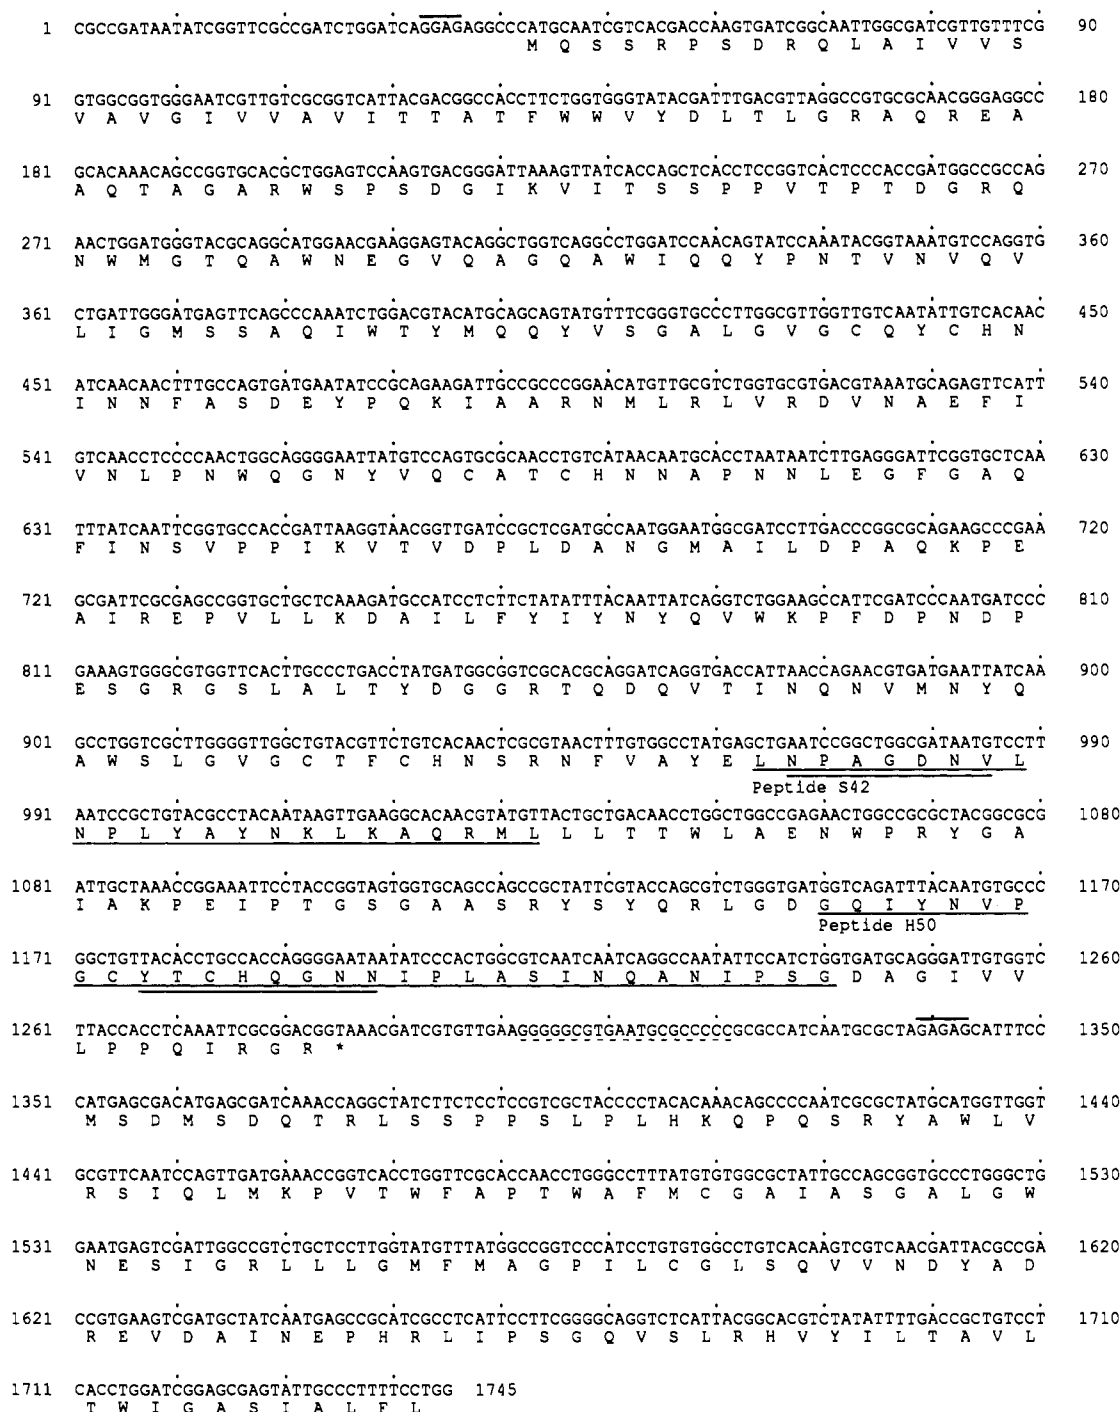 1 CGCCGATAATATCGGTTCGCCGATCTGGATCAGGAGAGGCCCATGCAATCGTCACGACCAAGTGATCGGCAATTGGCGATCGTTGTTTCG 90
M Q S S R P S D R Q L A I V V S
91 GTGGCGGTGGGAATCGTTGTCGCGGTCATTACGACGGCCACCTTCTGGTGGGTATACGATTTGACGTTAGGCCGTGCGCAACGGGAGGCC 180
V A V G I V V A V I T T A T F W W V Y D L T L G R A Q R E A
181 GCACAAACAGCCGGTGCACGCTGGAGTCCAAGTGACGGGATTAAAGTTATCACCAGCTCACCTCCGGTCACTCCCACCGATGGCCGCCAG 270
A Q T A G A R W S P S D G I K V I T S S P P V T P T D G R Q
271 AACTGGATGGGTACGCAGGCATGGAACGAAGGAGTACAGGCTGGTCAGGCCTGGATCCAACAGTATCCAAATACGGTAAATGTCCAGGTG 360
N W M G T Q A W N E G V Q A G Q A W I Q Q Y P N T V N V Q V
361 CTGATTGGGATGAGTTCAGCCCAAATCTGGACGTACATGCAGCAGTATGTTTCGGGTGCCCTTGGCGTTGGTTGTCAATATTGTCACAAC 450
L I G M S S A Q I W T Y M Q Q Y V S G A L G V G C Q Y C H N
451 ATCAACAACTTTGCCAGTGATGAATATCCGCAGAAGATTGCCGCCCGGAACATGTTGCGTCTGGTGCGTGACGTAAATGCAGAGTTCATT 540
I N N F A S D E Y P Q K I A A R N M L R L V R D V N A E F I
541 GTCAACCTCCCCAACTGGCAGGGGAATTATGTCCAGTGCGCAACCTGTCATAACAATGCACCTAATAATCTTGAGGGATTCGGTGCTCAA 630
V N L P N W Q G N Y V Q C A T C H N N A P N N L E G F G A Q
631 TTTATCAATTCGGTGCCACCGATTAAGGTAACGGTTGATCCGCTCGATGCCAATGGAATGGCGATCCTTGACCCGGCGCAGAAGCCCGAA 720
F I N S V P P I K V T V D P L D A N G M A I L D P A Q K P E
721 GCGATTCGCGAGCCGGTGCTGCTCAAAGATGCCATCCTCTTCTATATTTACAATTATCAGGTCTGGAAGCCATTCGATCCCAATGATCCC 810
A I R E P V L L K D A I L F Y I Y N Y Q V W K P F D P N D P
811 GAAAGTGGGCGTGGTTCACTTGCCCTGACCTATGATGGCGGTCGCACGCAGGATCAGGTGACCATTAACCAGAACGTGATGAATTATCAA 900
E S G R G S L A L T Y D G G R T Q D Q V T I N Q N V M N Y Q
901 GCCTGGTCGCTTGGGGTTGGCTGTACGTTCTGTCACAACTCGCGTAACTTTGTGGCCTATGAGCTGAATCCGGCTGGCGATAATGTCCTT 990
A W S L G V G C T F C H N S R N F V A Y E L N P A G D N V L
Peptide S42
991 AATCCGCTGTACGCCTACAATAAGTTGAAGGCACAACGTATGTTACTGCTGACAACCTGGCTGGCCGAGAACTGGCCGCGCTACGGCGCG 1080
N P L Y A Y N K L K A Q R M L L L T T W L A E N W P R Y G A
1081 ATTGCTAAACCGGAAATTCCTACCGGTAGTGGTGCAGCCAGCCGCTATTCGTACCAGCGTCTGGGTGATGGTCAGATTTACAATGTGCCC 1170
I A K P E I P T G S G A A S R Y S Y Q R L G D G Q I Y N V P
Peptide H50
1171 GGCTGTTACACCTGCCACCAGGGGAATAATATCCCACTGGCGTCAATCAATCAGGCCAATATTCCATCTGGTGATGCAGGGATTGTGGTC 1260
G C Y T C H Q G N N I P L A S I N Q A N I P S G D A G I V V
1261 TTACCACCTCAAATTCGCGGACGGTAAACGATCGTGTTGAAGGGGGCGTGAATGCGCCCCCGCGCCATCAATGCGCTAGAGAGCATTTCC 1350
L P P Q I R G R *
1351 CATGAGCGACATGAGCGATCAAACCAGGCTATCTTCTCCTCCGTCGCTACCCCTACACAAACAGCCCCAATCGCGCTATGCATGGTTGGT 1440
M S D M S D Q T R L S S P P S L P L H K Q P Q S R Y A W L V
1441 GCGTTCAATCCAGTTGATGAAACCGGTCACCTGGTTCGCACCAACCTGGGCCTTTATGTGTGGCGCTATTGCCAGCGGTGCCCTGGGCTG 1530
R S I Q L M K P V T W F A P T W A F M C G A I A S G A L G W
1531 GAATGAGTCGATTGGCCGTCTGCTCCTTGGTATGTTTATGGCCGGTCCCATCCTGTGTGGCCTGTCACAAGTCGTCAACGATTACGCCGA 1620
N E S I G R L L L G M F M A G P I L C G L S Q V V N D Y A D
1621 CCGTGAAGTCGATGCTATCAATGAGCCGCATCGCCTCATTCCTTCGGGGCAGGTCTCATTACGGCACGTCTATATTTTGACCGCTGTCCT 1710
R E V D A I N E P H R L I P S G Q V S L R H V Y I L T A V L
1711 CACCTGGATCGGAGCGAGTATTGCCCTTTTCCTGG 1745
T W I G A S I A L F L